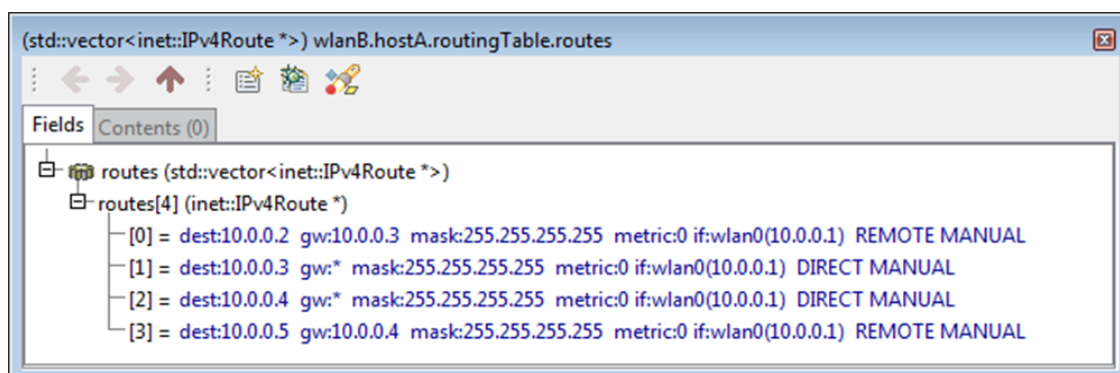 (std::vector<inet::IPv4Route *>) wlanB.hostA.routingTable.routes
Fields Contents (0)
routes (std::vector<inet::IPv4Route *>)
routes[4] (inet::IPv4Route *)
[0] = dest:10.0.0.2 gw:10.0.0.3 mask:255.255.255.255 metric:0 if:wlan0(10.0.0.1) REMOTE MANUAL
[1] = dest:10.0.0.3 gw:* mask:255.255.255.255 metric:0 if:wlan0(10.0.0.1) DIRECT MANUAL
[2] = dest:10.0.0.4 gw:* mask:255.255.255.255 metric:0 if:wlan0(10.0.0.1) DIRECT MANUAL
[3] = dest:10.0.0.5 gw:10.0.0.4 mask:255.255.255.255 metric:0 if:wlan0(10.0.0.1) REMOTE MANUAL